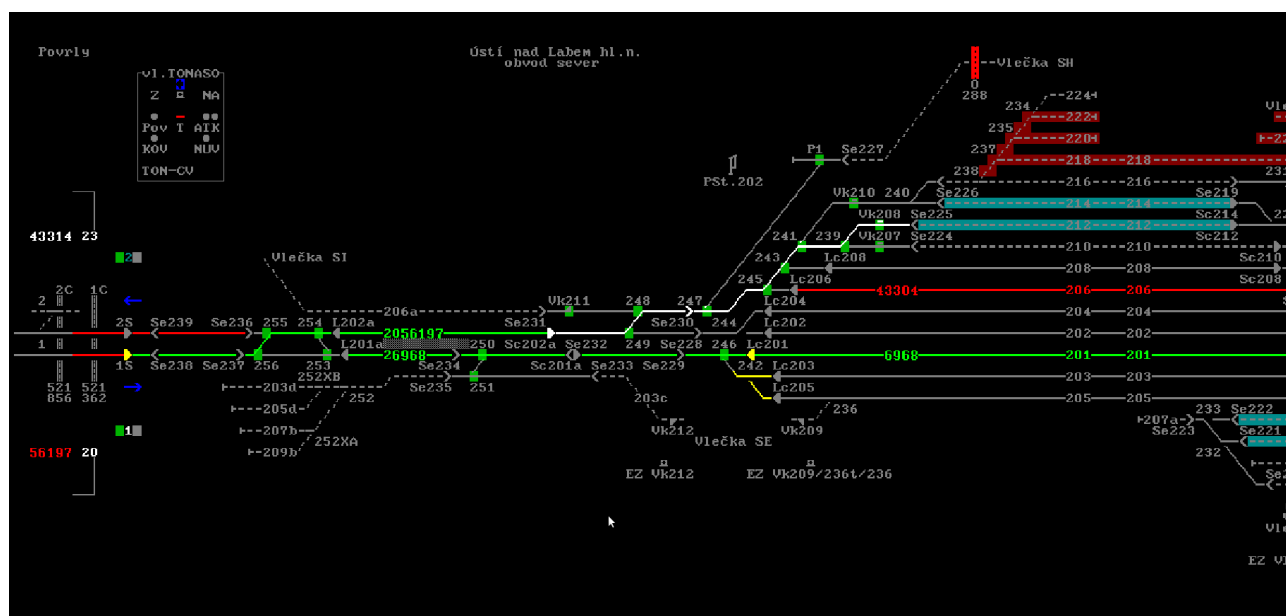 Povrly
Ústí nad Labem hl.n.
obvod sever
Vlečka SH
vl.TONASO
Z NA
Pov T ATK
KOV NUV
TON-CV
0
288
224
234
222
235
220
237
218 218
238
P1 Se227
PSt.202
216 216
Vk210 240 Se226 Se219
214 214
Vk208 Se225 Sc214
212 212
43314 23
241 239 Vk207 Se224 Sc212
210 210
2
Vlečka SI
243 Lc208 Sc210
208 208
245 Lc206 Sc208
43304 206 206
2C 1C
2
206a
Vk211 248 247 Lc204
204 204
2S Se239 Se236 255 254 L202a 2056197 Se231 Se230 244 Lc202
202 202
1
L201a 250 Sc202a Se232 249 Se228 246 Lc201
26968 6968 201 201
1S Se238 Se237 256 253 Se234 Sc201a Se233 Se229 242 Lc203
252XB
203 203
521 521
856 362
203d 252 Se235 251 203c Lc205
205 205
205d
236
207b
252XA
209b
Vk212 Vlečka SE Vk209
1
56197 20
EZ Vk212 EZ Vk209/236t/236
207a 233 Se222
Se223 Se221
232
EZ